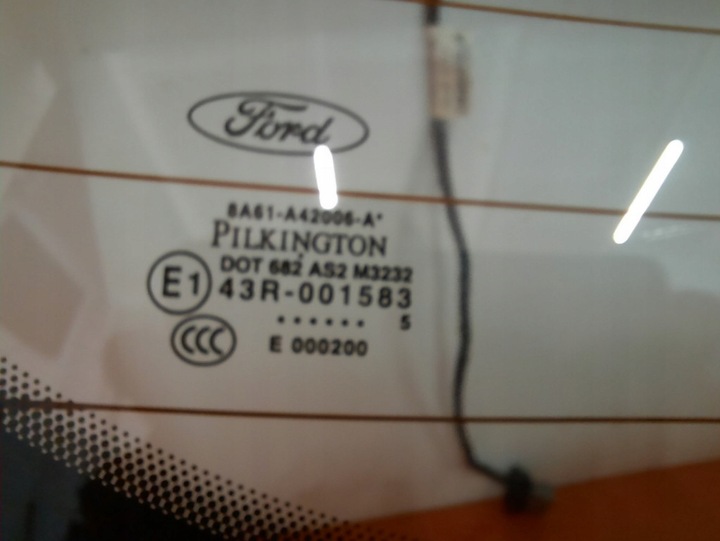 Ford
8A61-A42006-A*
PILKINGTON
DOT 682 AS2 M3232
E1 43R-001583
. . . . . . 5
CCC E 000200